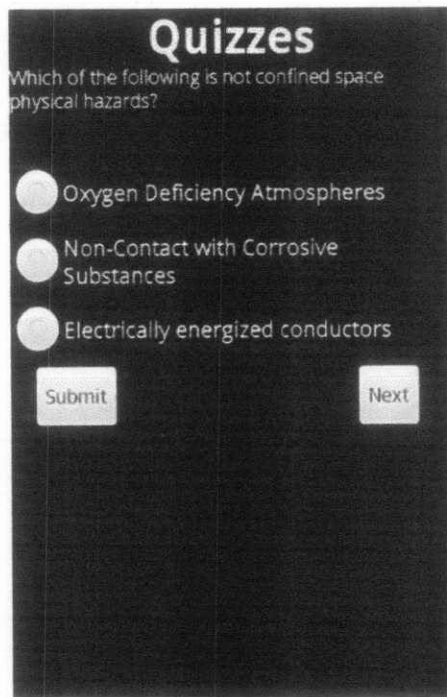 Quizzes
Which of the following is not confined space
physical hazards?
Oxygen Deficiency Atmospheres
Non-Contact with Corrosive
Substances
Electrically energized conductors
Submit
Next